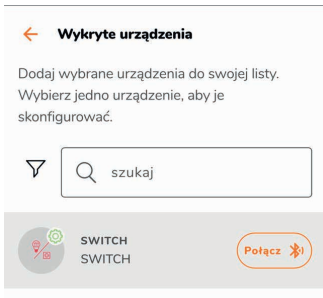 Wykryte urządzenia
Dodaj wybrane urządzenia do swojej listy.
Wybierz jedno urządzenie, aby je
skonfigurować.
szukaj
SWITCH
SWITCH
Połącz